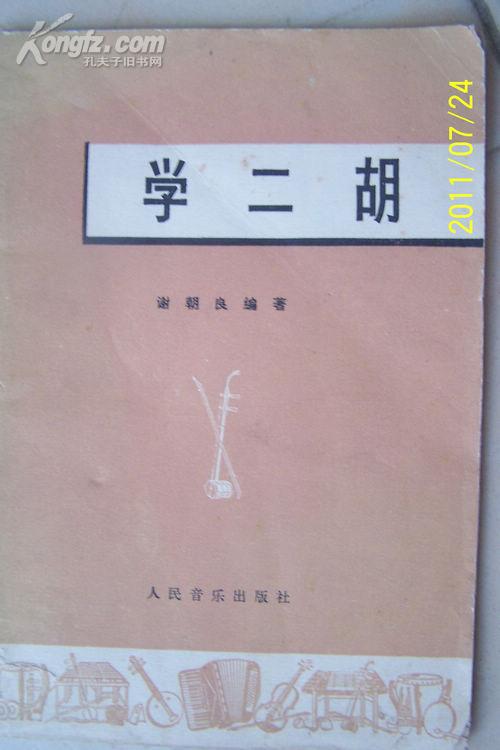 Kongfz.com
孔夫子旧书网
2011/07/24
学二胡
谢朝良编著
人民音乐出版社